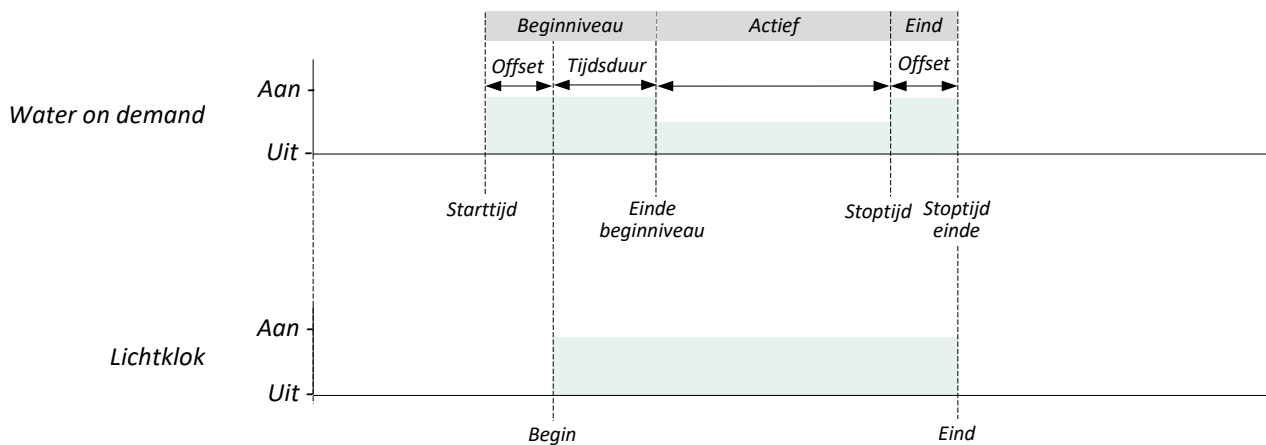 Beginniveau Actief Eind
Offset Tijdsduur Offset
Aan
Water on demand
Uit
Starttijd Einde beginniveau Stoptijd Stoptijd einde
Aan
Lichtklok
Uit
Begin Eind